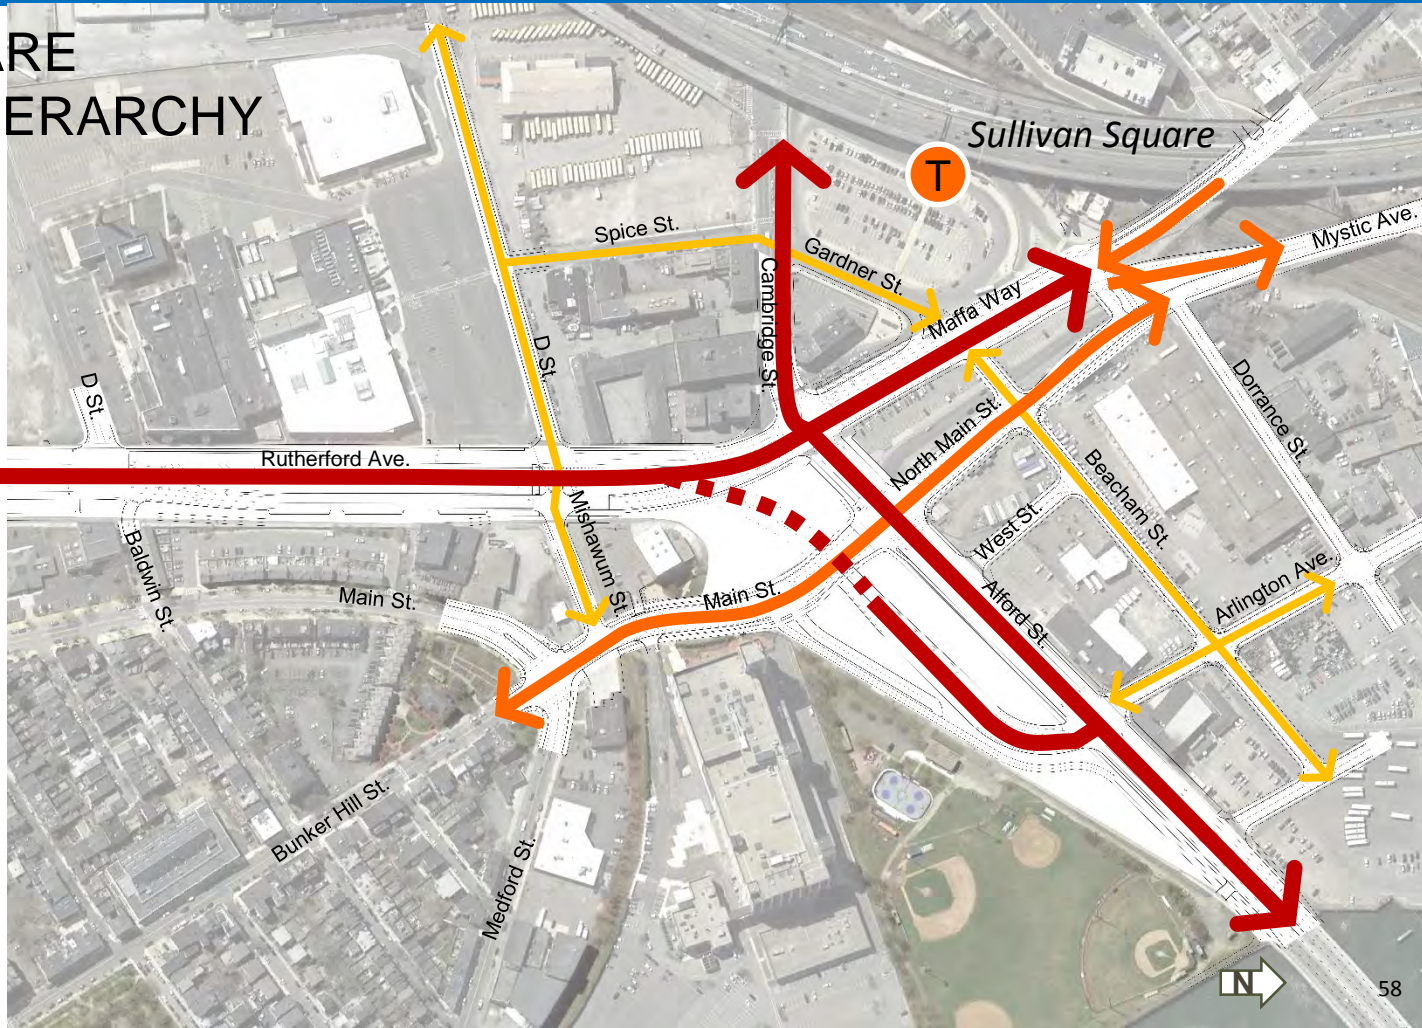 ARE
ERARCHY
Sullivan Square
T
Mystic Ave.
Spice St.
Gardner St.
Cambridge St.
Maffa Way
D St.
D St.
Dorrance St.
North Main St.
Rutherford Ave.
Beacham St.
West St.
Mishawum St.
Baldwin St.
Main St.
Main St.
Alford St.
Arlington Ave.
Bunker Hill St.
Medford St.
N
58